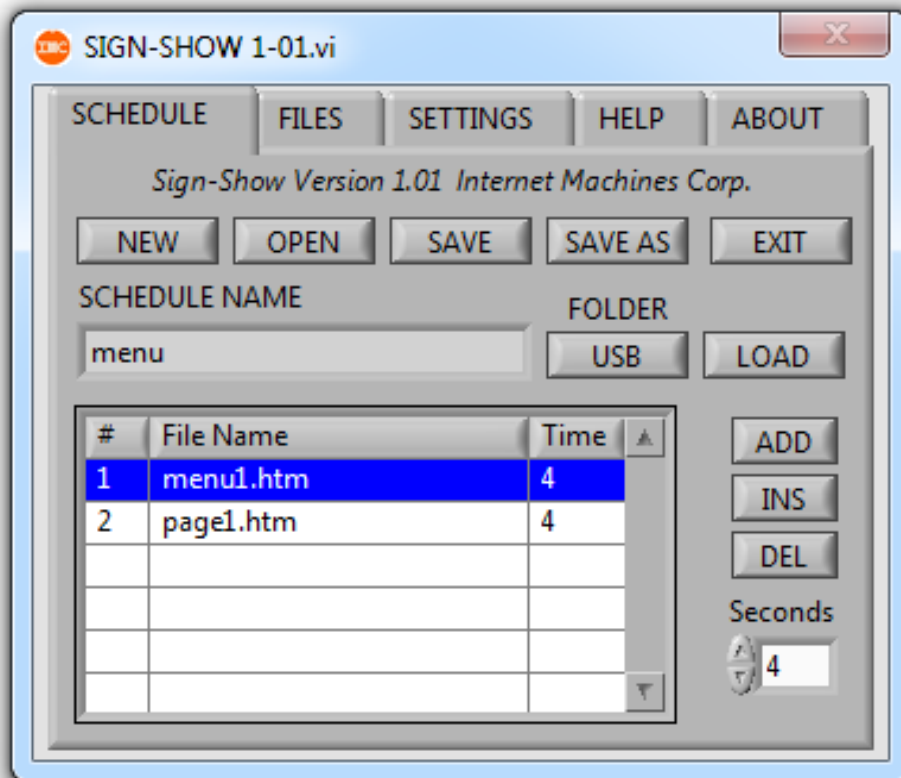 IMC SIGN-SHOW 1-01.vi X
SCHEDULE FILES SETTINGS HELP ABOUT
Sign-Show Version 1.01 Internet Machines Corp.
NEW OPEN SAVE SAVE AS EXIT
SCHEDULE NAME
FOLDER
menu USB LOAD
# File Name Time
1 menu1.htm 4
2 page1.htm 4
ADD
INS
DEL
Seconds
4